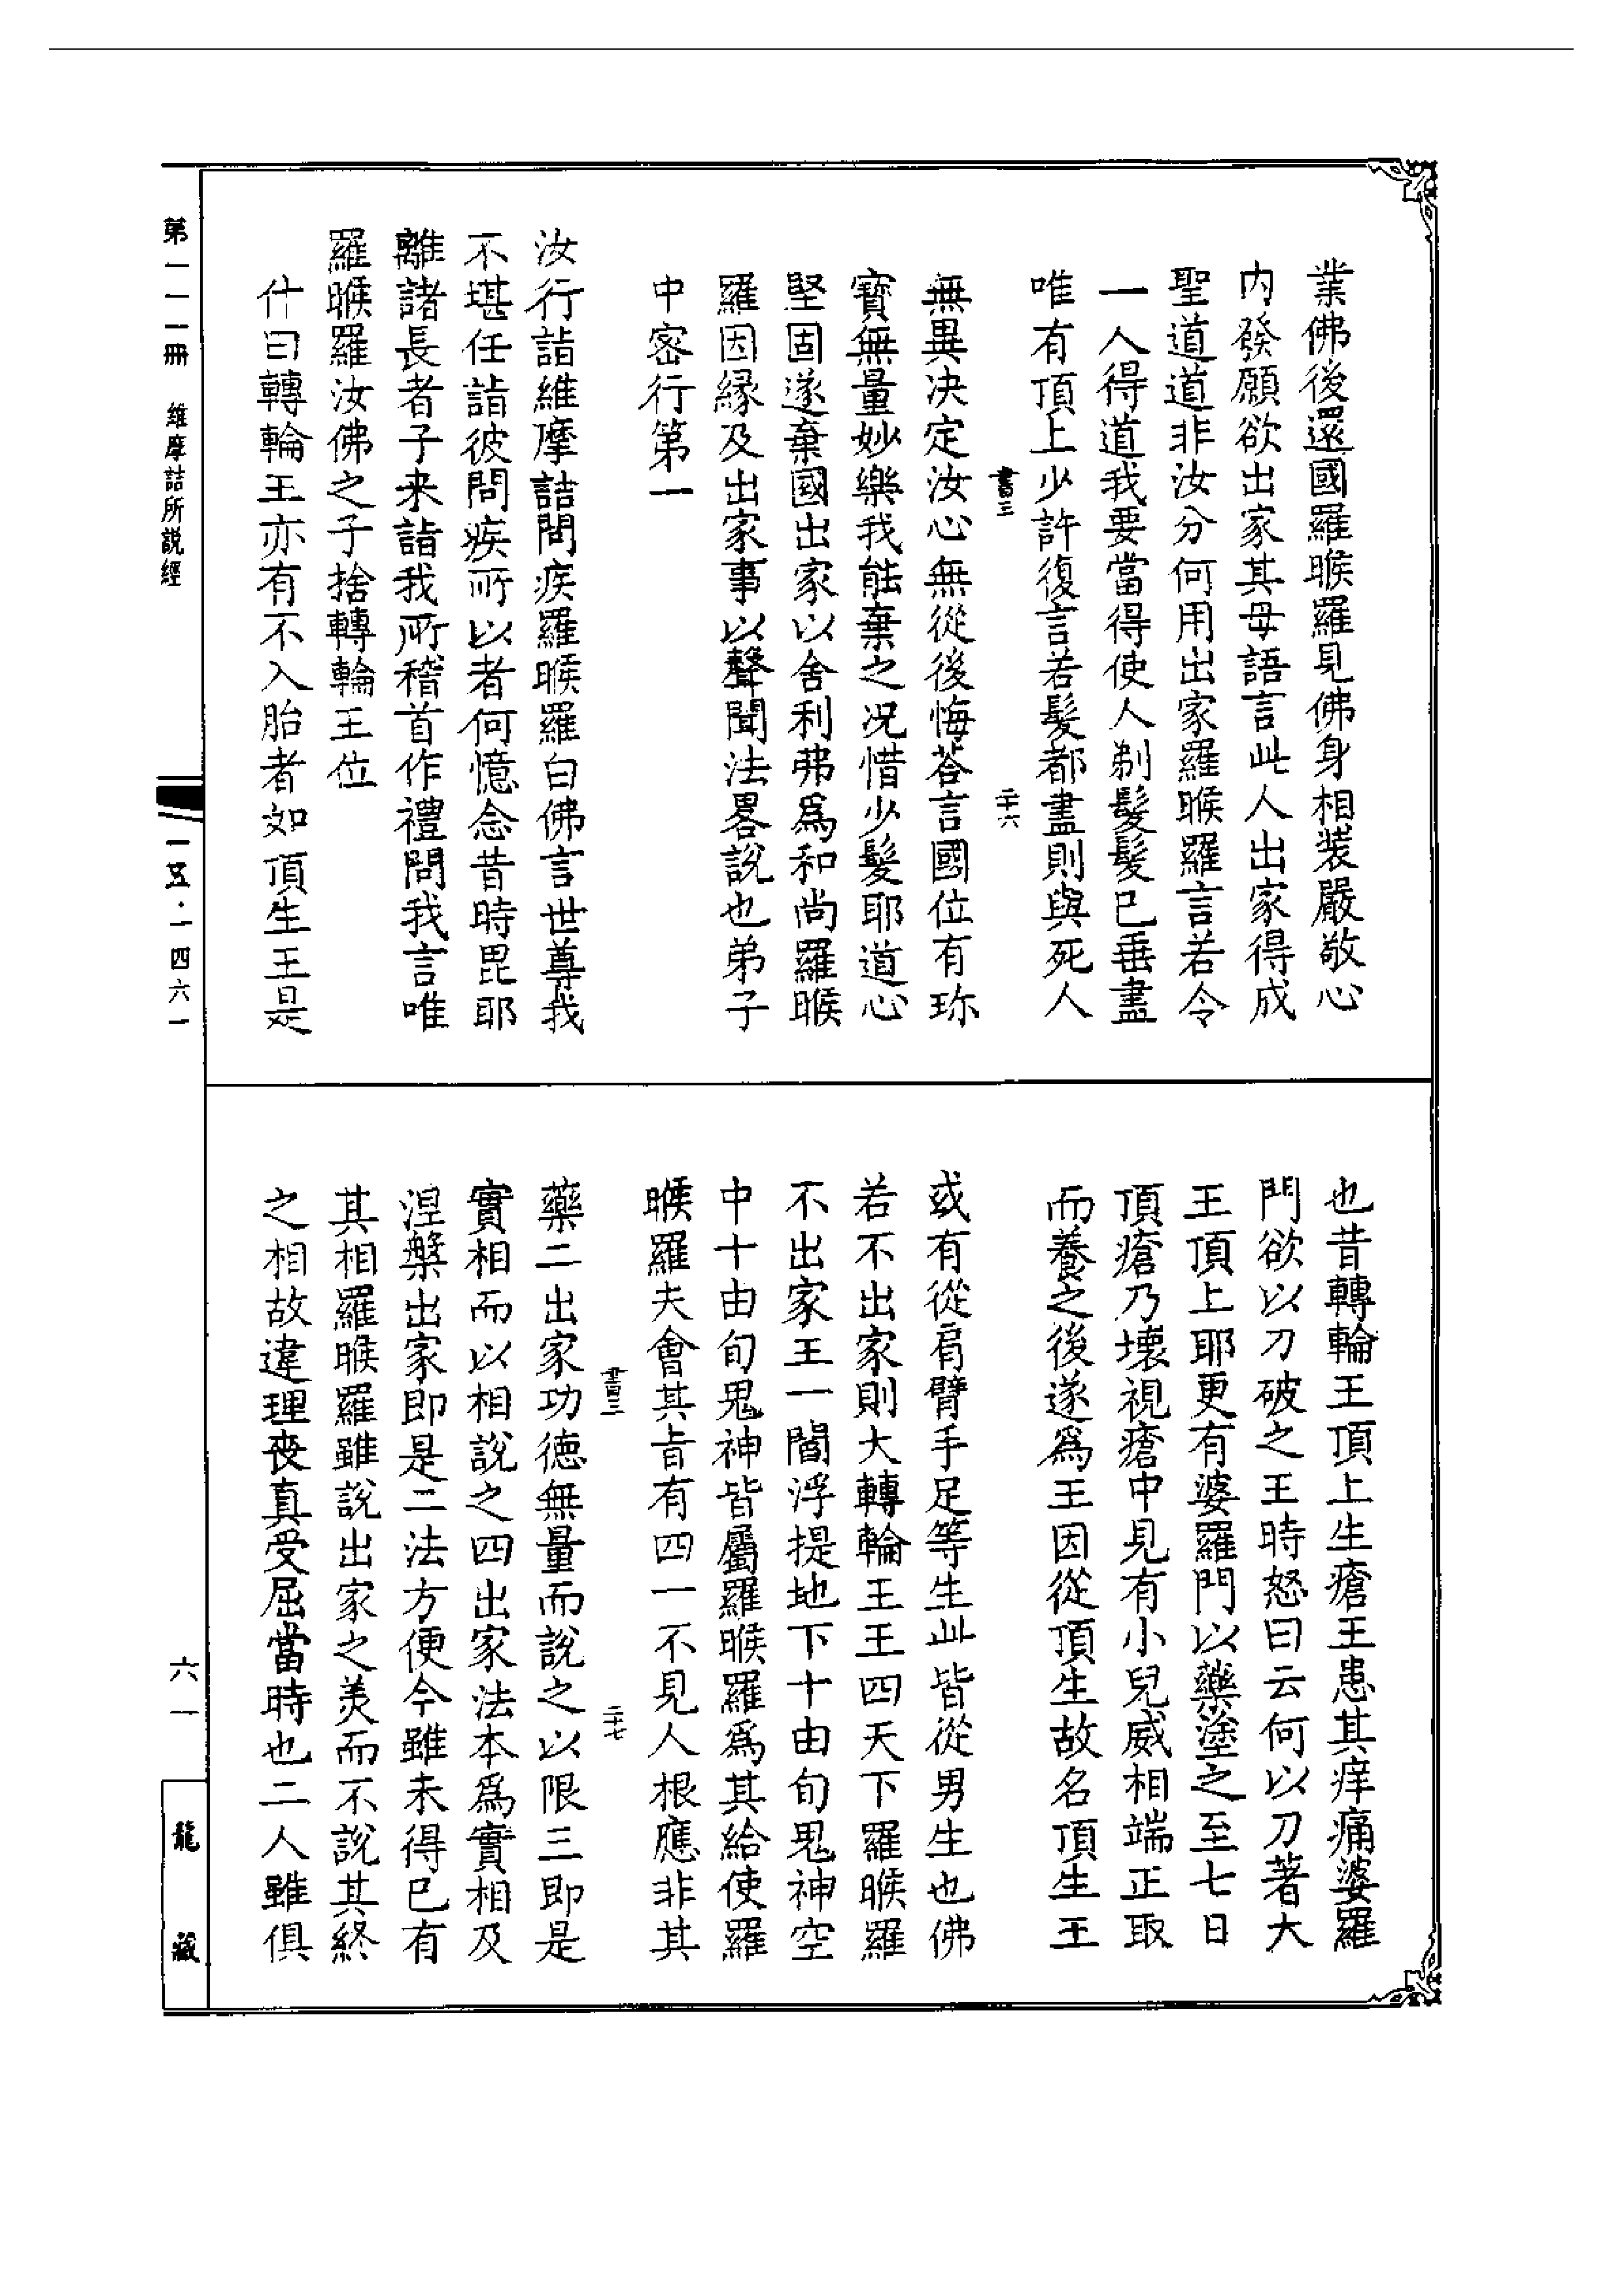 業佛後還國羅睺羅見佛身相裝嚴敬心
内發願欲出家其母語言此人出家得成
聖道道非汝分何用出家羅睺羅言若令
一人得道我要當得使人剃髮髮已垂盡
唯有頂上少許復言若髮都盡則與死人
書三
二十六
無異决定汝心無從後悔荅言國位有珎
寶無量妙樂我能棄之况惜少髮耶道心
堅固遂棄國出家以舍利弗爲和尚羅睺
羅因緣及出家事以聲聞法畧說也弟子
中密行第一
汝行詣維摩詰問疾羅睺羅白佛言世尊我
不堪任詣彼問疾所以者何憶念昔時毘耶
離諸長者子来詣我所稽首作禮問我言唯
羅睺羅汝佛之子捨轉輪王位
什曰轉輪王亦有不入胎者如頂生王是
也昔轉輪王頂上生瘡王患其痒痛婆羅
門欲以刀破之王時怒曰云何以刀著大
王頂上耶更有婆羅門以藥塗之至七日
頂瘡乃壞視瘡中見有小兒威相端正取
而養之後遂爲王因從頂生故名頂生王
或有從肩臂手足等生此皆從男生也佛
若不出家則大轉輪王王四天下羅睺羅
不出家王一閻浮提地下十由旬鬼神空
中十由旬鬼神皆屬羅睺羅爲其給使羅
睺羅夫會其旨有四一不見人根應非其
書三
二十七
藥二出家功德無量而說之以限三即是
實相而以相說之四出家法本爲實相及
涅槃出家即是二法方便今雖未得已有
其相羅睺羅雖說出家之美而不說其終
之相故違理喪真受屈當時也二人雖俱
第一一一冊　維摩詰所説經
一五·一四六一
六一
龍藏